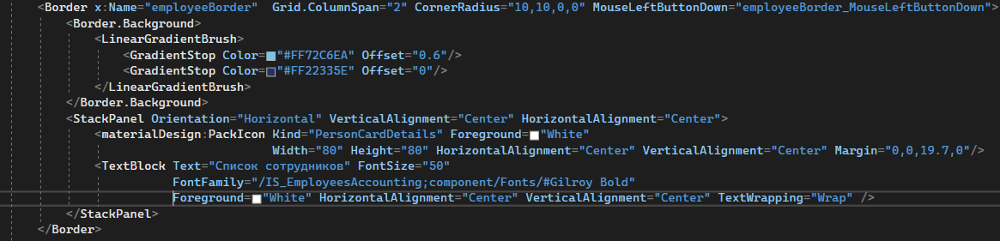 <Border x:Name="employeeBorder"  Grid.ColumnSpan="2" CornerRadius="10,10,0,0" MouseLeftButtonDown="employeeBorder_MouseLeftButtonDown">
<Border.Background>
<LinearGradientBrush>
<GradientStop Color="#FF72C6EA" Offset="0.6"/>
<GradientStop Color="#FF22335E" Offset="0"/>
</LinearGradientBrush>
</Border.Background>
<StackPanel Orientation="Horizontal" VerticalAlignment="Center" HorizontalAlignment="Center">
<materialDesign:PackIcon Kind="PersonCardDetails" Foreground="White"
Width="80" Height="80" HorizontalAlignment="Center" VerticalAlignment="Center" Margin="0,0,19.7,0"/>
<TextBlock Text="Список сотрудников" FontSize="50"
FontFamily="/IS_EmployeesAccounting;component/Fonts/#Gilroy Bold"
Foreground="White" HorizontalAlignment="Center" VerticalAlignment="Center" TextWrapping="Wrap" />
</StackPanel>
</Border>